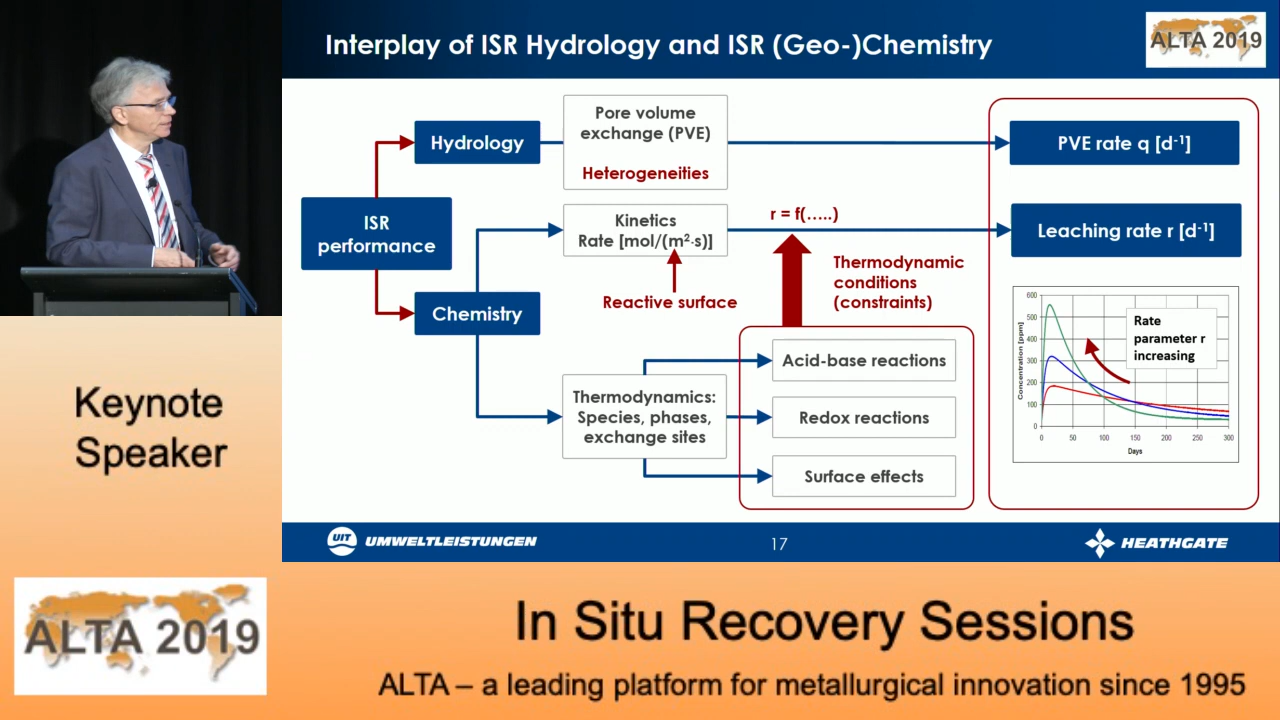 Interplay of ISR Hydrology and ISR (Geo-)Chemistry
ALTA 2019
Hydrology
Pore volume
exchange (PVE)
Heterogeneities
PVE rate q [d⁻¹]
ISR
performance
Kinetics
Rate [mol/(m²·s)]
r = f(.....)
Leaching rate r [d⁻¹]
Reactive surface
Thermodynamic
conditions
(constraints)
Chemistry
Thermodynamics:
Species, phases,
exchange sites
Acid-base reactions
Redox reactions
Surface effects
Concentration [ppm]
600
500
400
300
200
100
0
Rate
parameter r
increasing
0 50 100 150 200 250 300
Days
UIT UMWELTLEISTUNGEN
17
HEATHGATE
Keynote
Speaker
ALTA 2019
In Situ Recovery Sessions
ALTA – a leading platform for metallurgical innovation since 1995